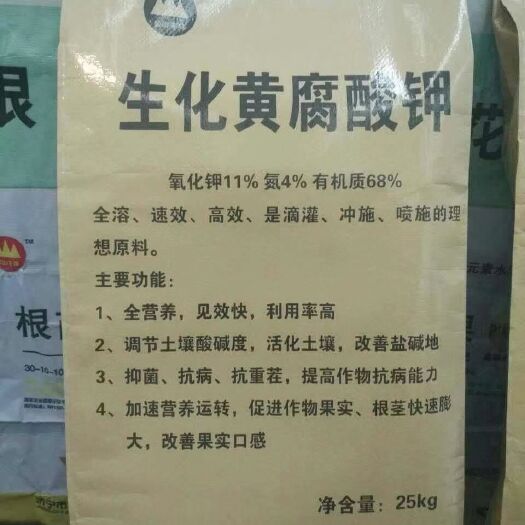 生化黄腐酸钾
氧化钾11% 氮4% 有机质68%
全溶、速效、高效、是滴灌、冲施、喷施的理
想原料。
主要功能：
1、全营养，见效快，利用率高
2、调节土壤酸碱度，活化土壤，改善盐碱地
3、抑菌、抗病、抗重茬，提高作物抗病能力
4、加速营养运转，促进作物果实、根茎快速膨
大，改善果实口感
净含量：25kg
根
30-10-10
花
元素水